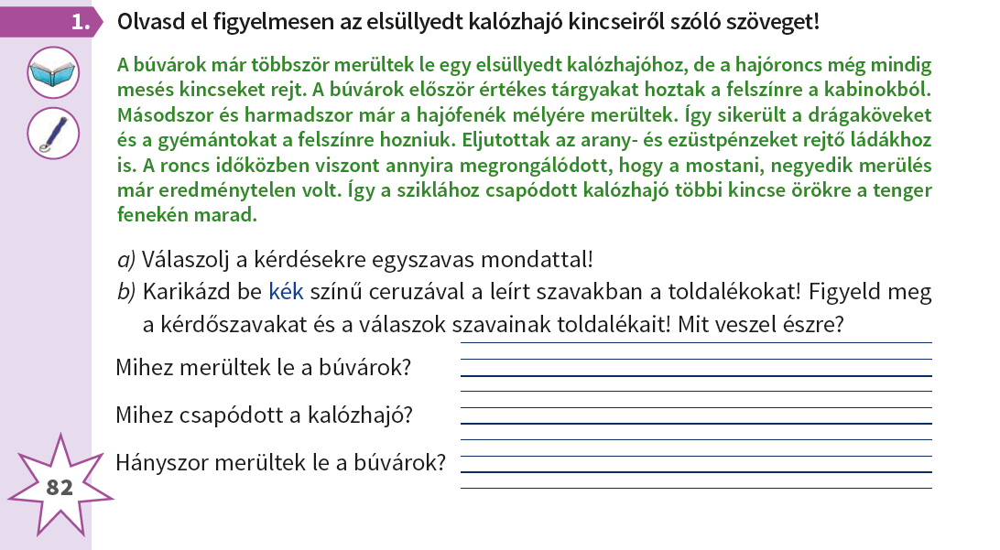 1. Olvasd el figyelmesen az elsüllyedt kalózhajó kincseiről szóló szöveget!
A búvárok már többször merültek le egy elsüllyedt kalózhajóhoz, de a hajóroncs még mindig
mesés kincseket rejt. A búvárok először értékes tárgyakat hoztak a felszínre a kabinokból.
Másodszor és harmadszor már a hajófenék mélyére merültek. Így sikerült a drágaköveket
és a gyémántokat a felszínre hozniuk. Eljutottak az arany- és ezüstpénzeket rejtő ládákhoz
is. A roncs időközben viszont annyira megrongálódott, hogy a mostani, negyedik merülés
már eredménytelen volt. Így a sziklához csapódott kalózhajó többi kincse örökre a tenger
fenekén marad.
a) Válaszolj a kérdésekre egyszavas mondattal!
b) Karikázd be kék színű ceruzával a leírt szavakban a toldalékokat! Figyeld meg
a kérdőszavakat és a válaszok szavainak toldalékait! Mit veszel észre?
Mihez merültek le a búvárok?
Mihez csapódott a kalózhajó?
Hányszor merültek le a búvárok?
82